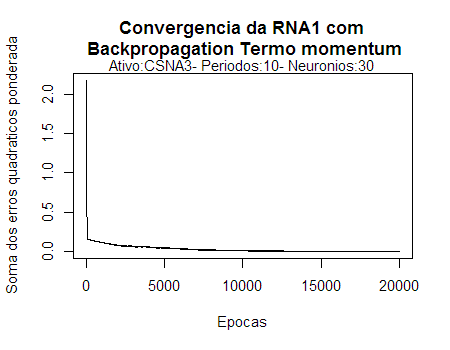 Convergencia da RNA1 com
Backpropagation Termo momentum
Ativo:CSNA3- Periodos:10- Neuronios:30
Soma dos erros quadraticos ponderada
2.0
1.5
1.0
0.5
0.0
0 5000 10000 15000 20000
Epocas